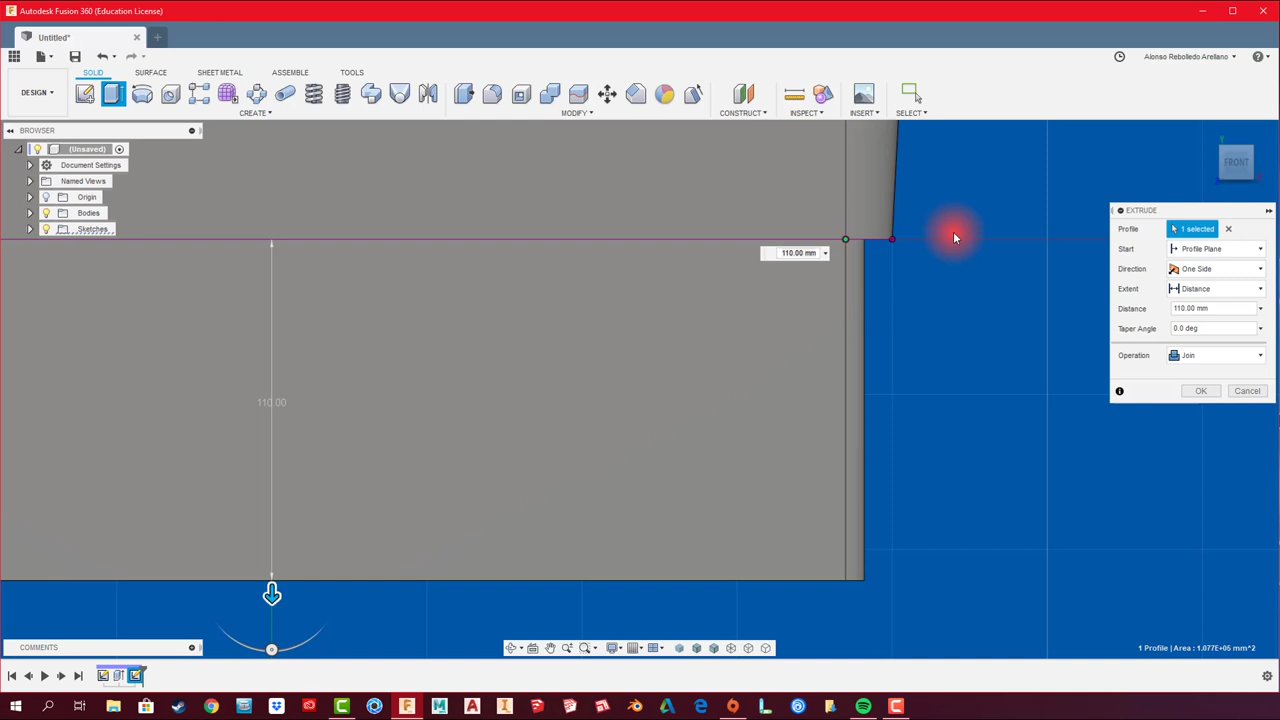 Autodesk Fusion 360 (Education License)
Untitled*
Alonso Rebolledo Arellano
SOLID SURFACE SHEET METAL ASSEMBLE TOOLS
DESIGN
CREATE MODIFY CONSTRUCT INSPECT INSERT SELECT
BROWSER
(Unsaved)
Document Settings
Named Views
Origin
Bodies
Sketches
FRONT
110.00 mm
110.00
EXTRUDE
Profile 1 selected
Start Profile Plane
Direction One Side
Extent Distance
Distance 110.00 mm
Taper Angle 0.0 deg
Operation Join
OK Cancel
COMMENTS
1 Profile | Area : 1.077E+05 mm^2